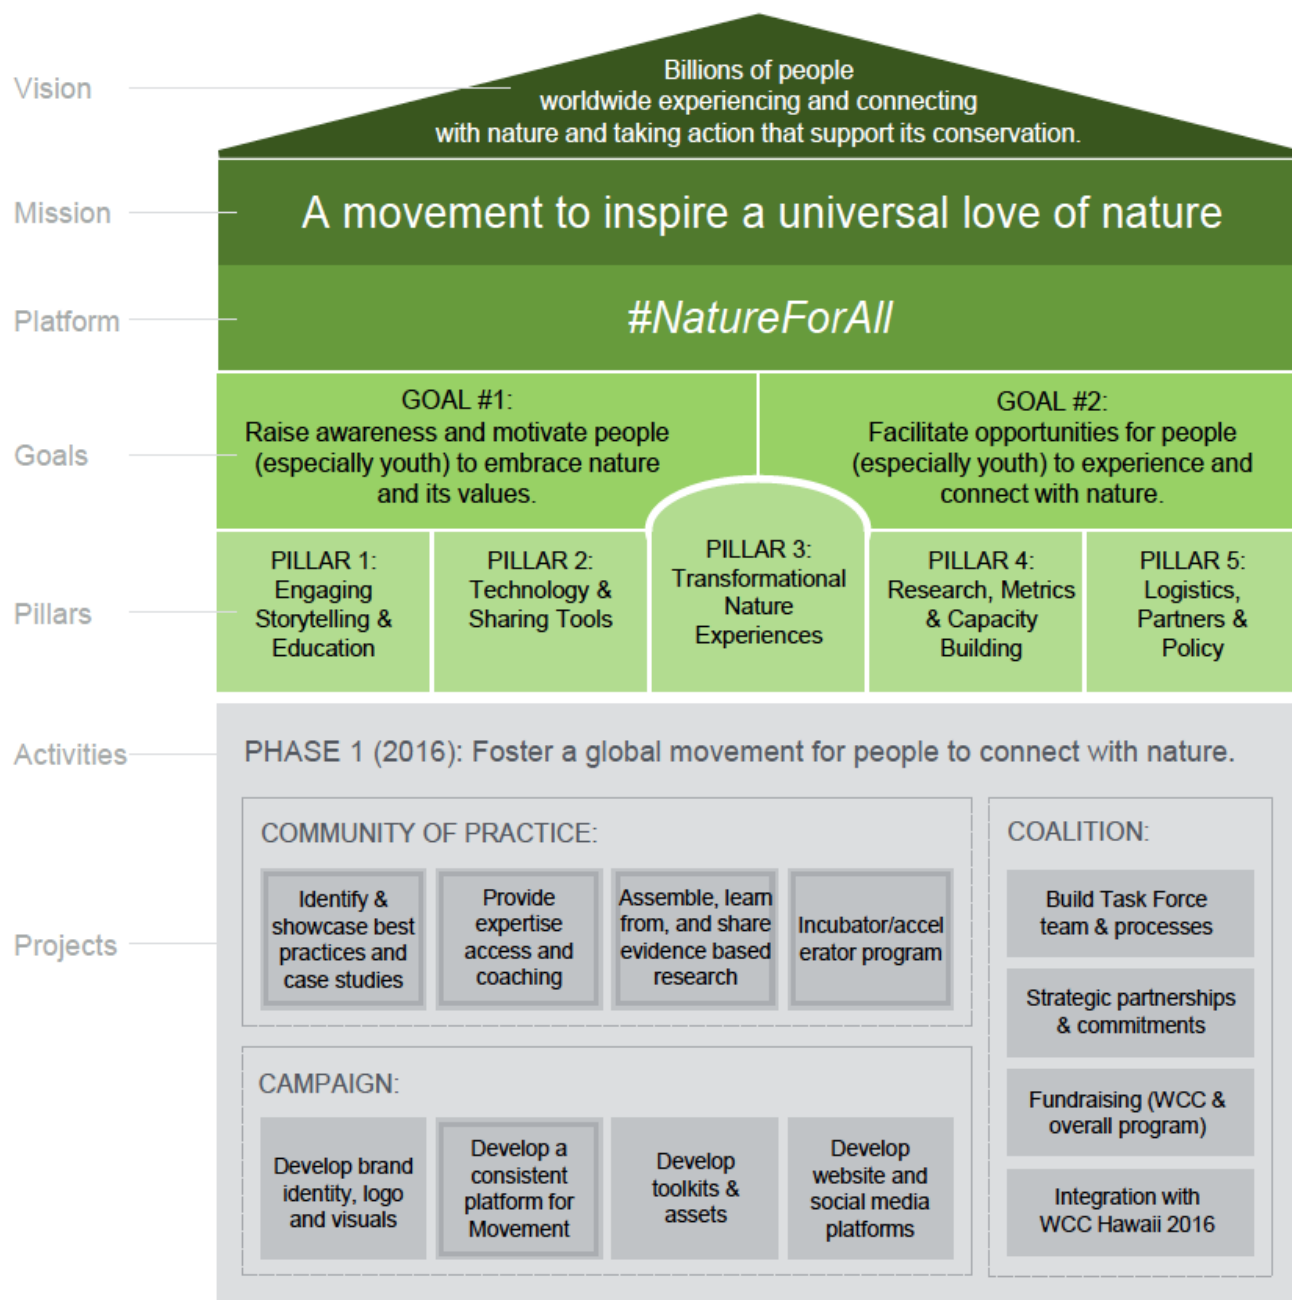 Vision
Billions of people
worldwide experiencing and connecting
with nature and taking action that support its conservation.
Mission
A movement to inspire a universal love of nature
Platform
#NatureForAll
Goals
GOAL #1:
Raise awareness and motivate people
(especially youth) to embrace nature
and its values.
GOAL #2:
Facilitate opportunities for people
(especially youth) to experience and
connect with nature.
Pillars
PILLAR 1:
Engaging
Storytelling &
Education
PILLAR 2:
Technology &
Sharing Tools
PILLAR 3:
Transformational
Nature
Experiences
PILLAR 4:
Research, Metrics
& Capacity
Building
PILLAR 5:
Logistics,
Partners &
Policy
Activities
PHASE 1 (2016): Foster a global movement for people to connect with nature.
Projects
COMMUNITY OF PRACTICE:
Identify &
showcase best
practices and
case studies
Provide
expertise
access and
coaching
Assemble, learn
from, and share
evidence based
research
Incubator/accel
erator program
CAMPAIGN:
Develop brand
identity, logo
and visuals
Develop a
consistent
platform for
Movement
Develop
toolkits &
assets
Develop
website and
social media
platforms
COALITION:
Build Task Force
team & processes
Strategic partnerships
& commitments
Fundraising (WCC &
overall program)
Integration with
WCC Hawaii 2016